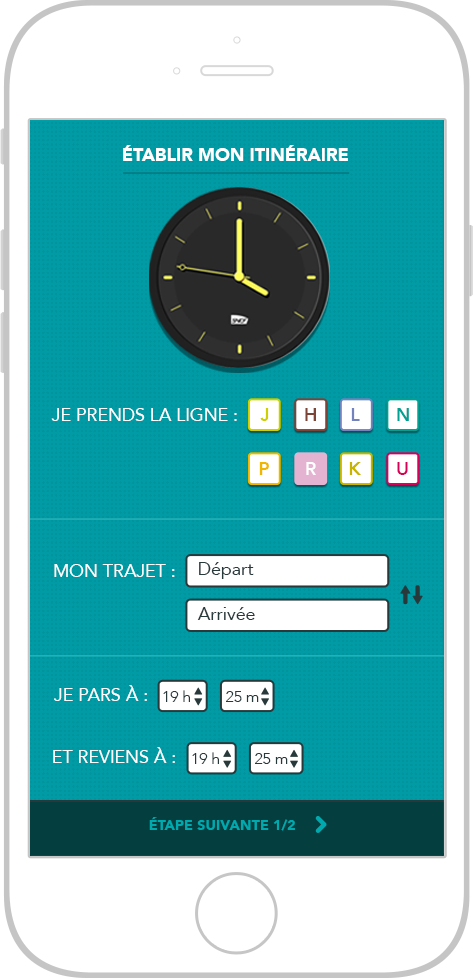 ÉTABLIR MON ITINÉRAIRE
SNCF
JE PRENDS LA LIGNE : J H L N
P R K U
MON TRAJET : Départ
Arrivée
JE PARS À : 19 h 25 m
ET REVIENS À : 19 h 25 m
ÉTAPE SUIVANTE 1/2